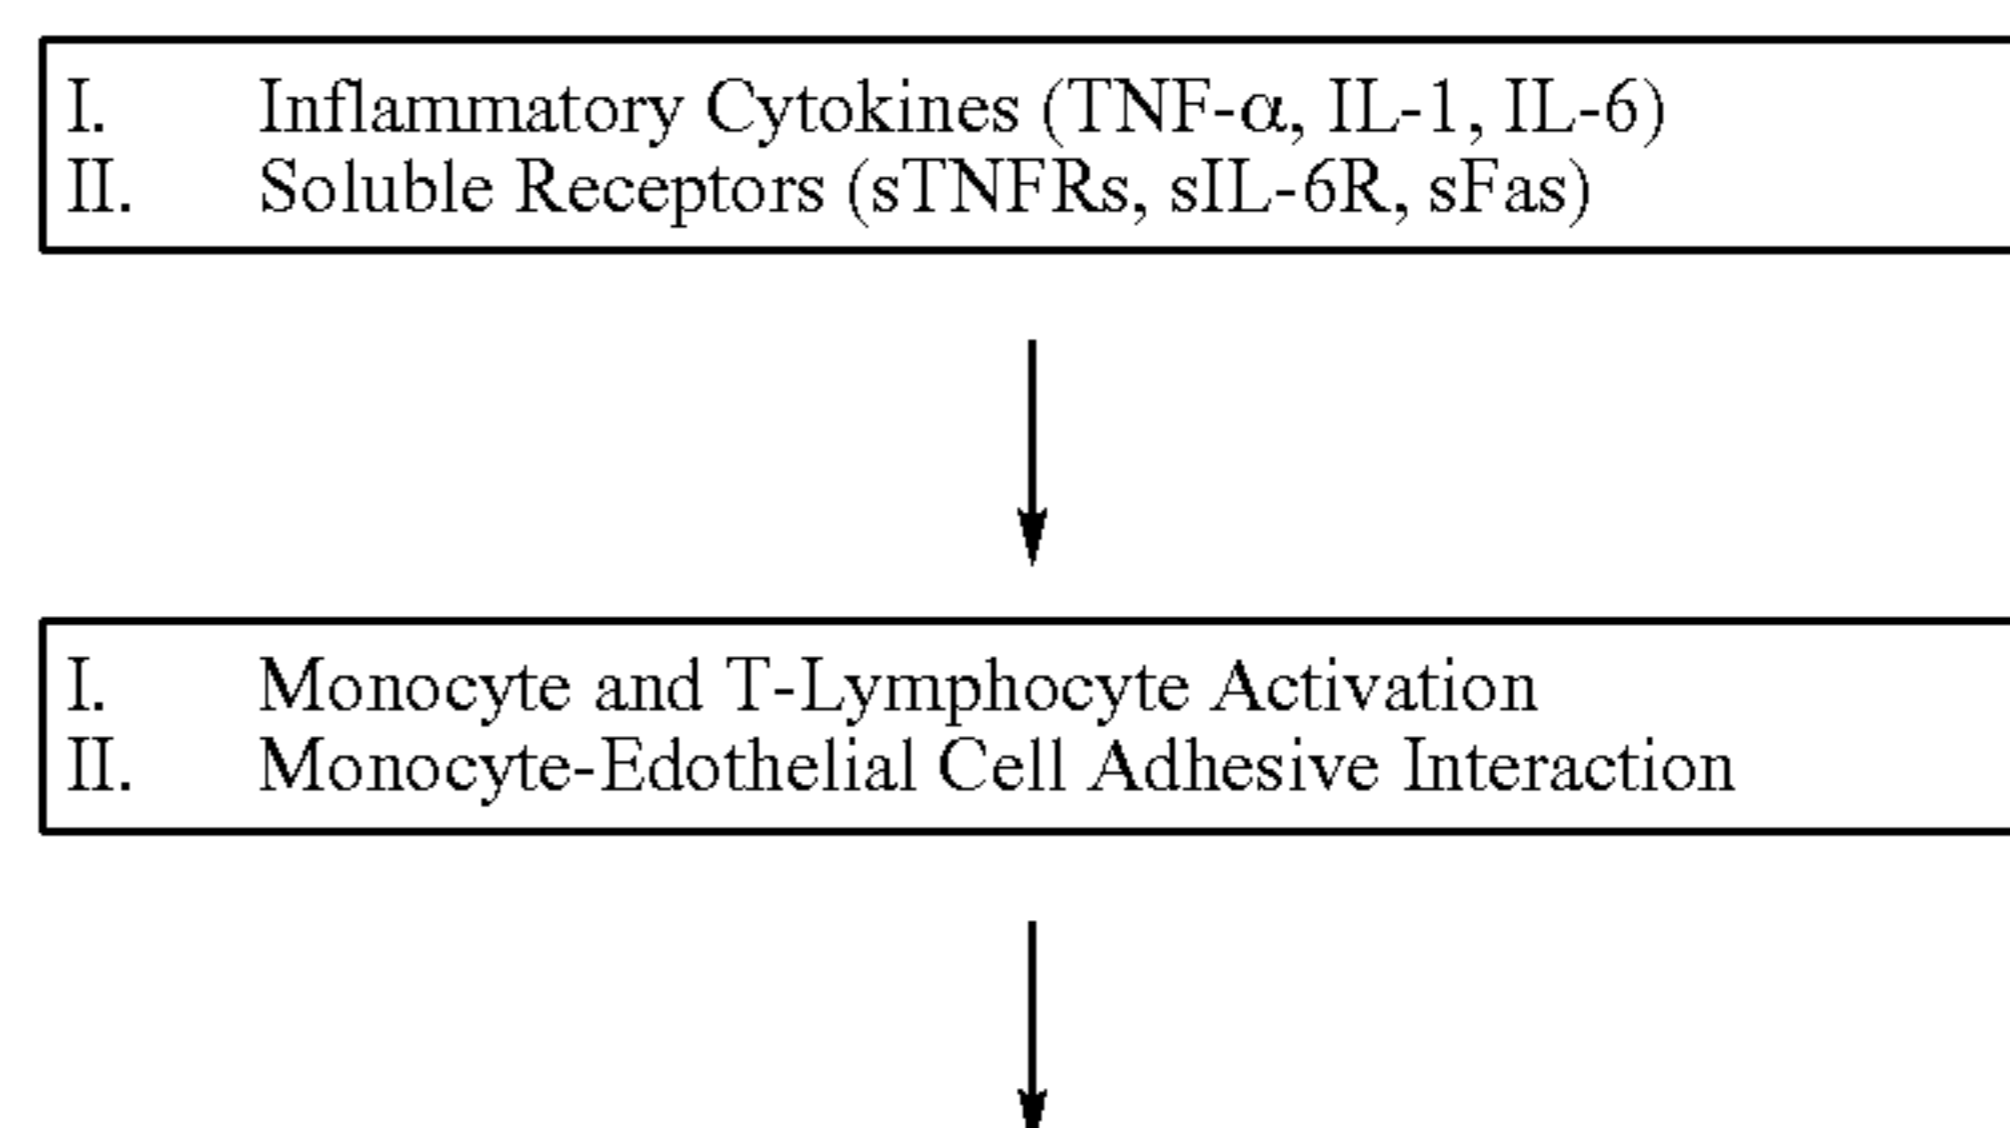 I. Inflammatory Cytokines (TNF-α, IL-1, IL-6)
II. Soluble Receptors (sTNFRs, sIL-6R, sFas)
I. Monocyte and T-Lymphocyte Activation
II. Monocyte-Edothelial Cell Adhesive Interaction